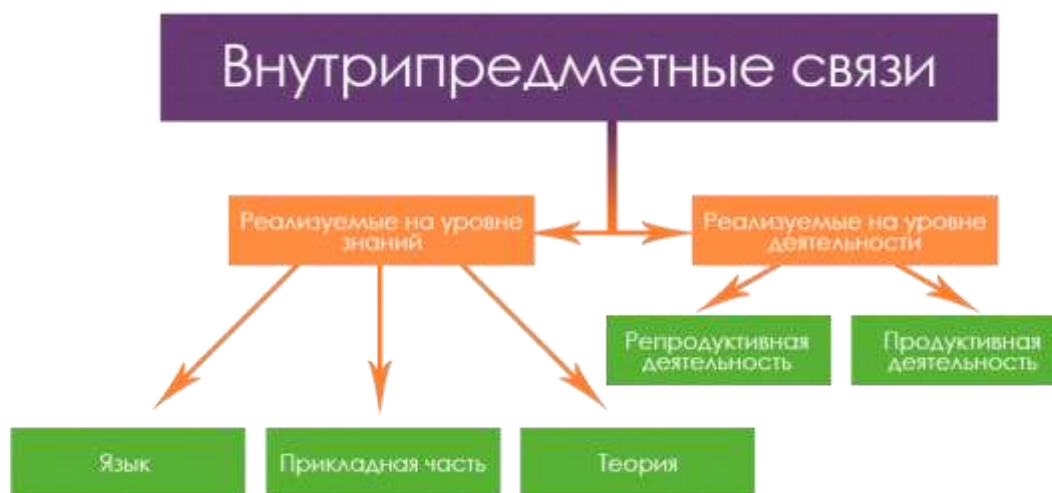 Внутрипредметные связи
Реализуемые на уровне
знаний
Реализуемые на уровне
деятельности
Репродуктивная
деятельность
Продуктивная
деятельность
Язык
Прикладная часть
Теория